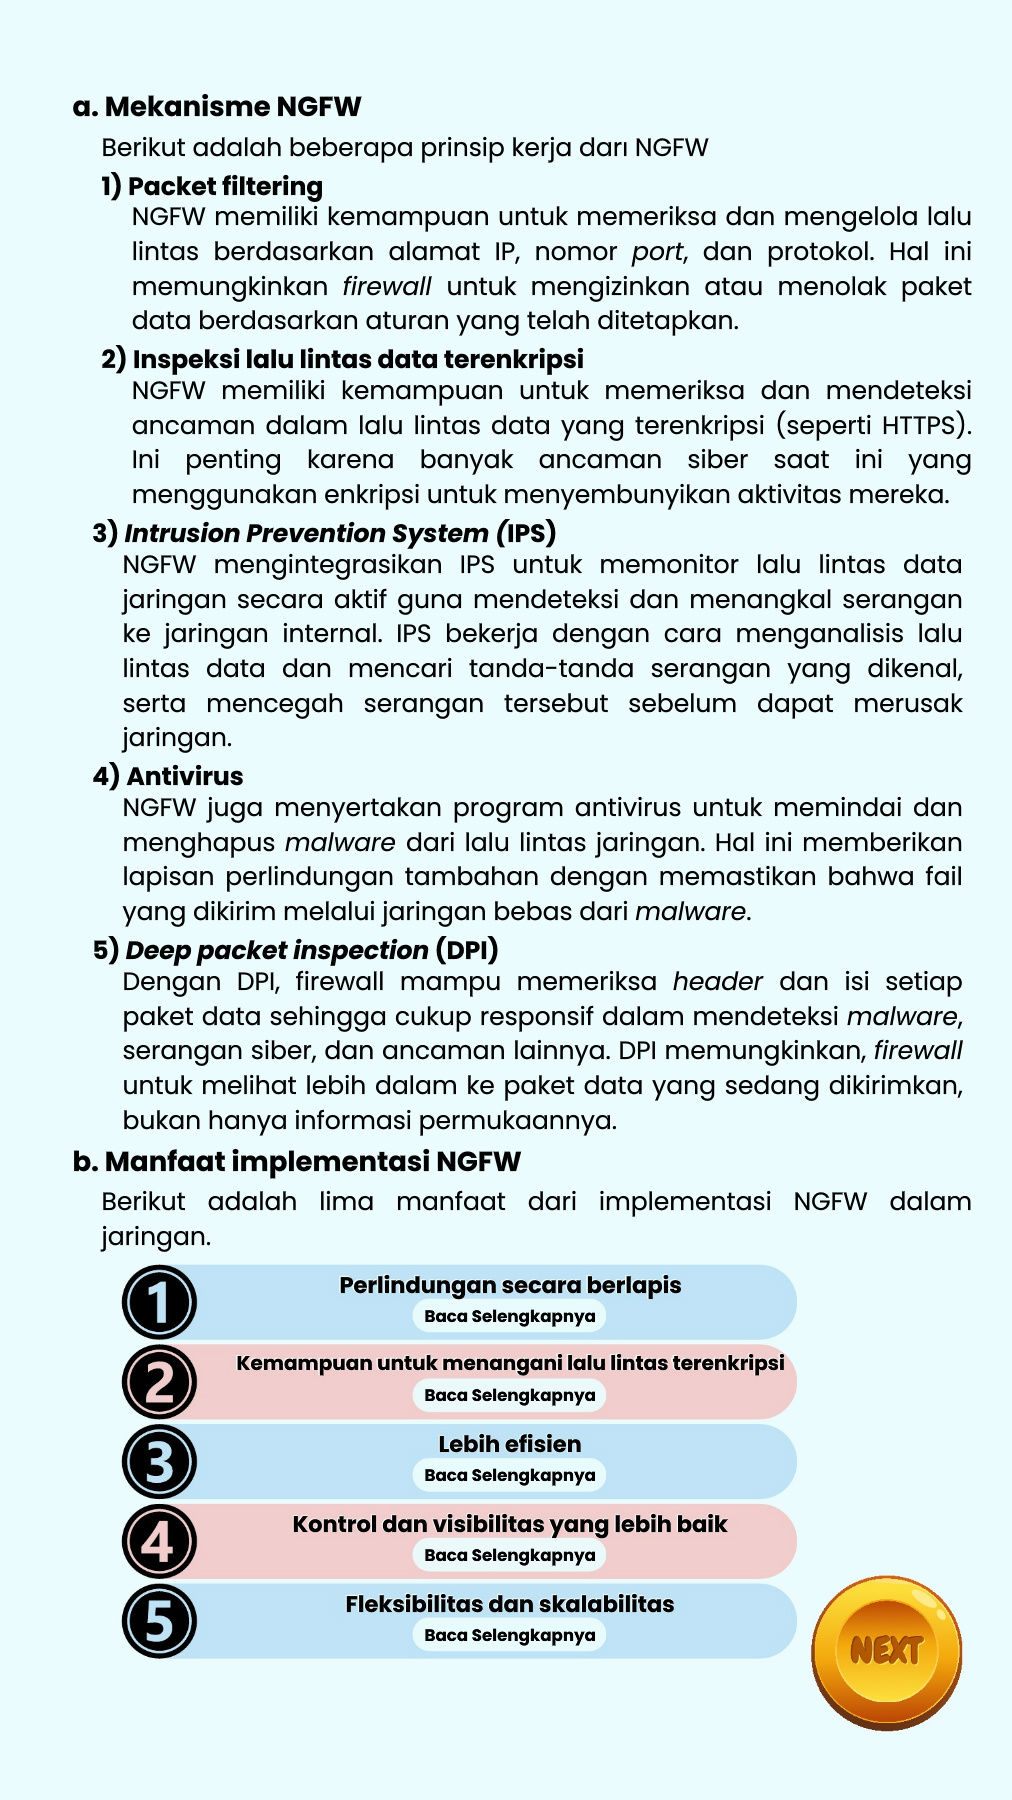 a. Mekanisme NGFW
Berikut adalah beberapa prinsip kerja darı NGFW
1) Packet filtering
NGFW memiliki kemampuan untuk memeriksa dan mengelola lalu
lintas berdasarkan alamat IP, nomor port, dan protokol. Hal ini
memungkinkan firewall untuk mengizinkan atau menolak paket
data berdasarkan aturan yang telah ditetapkan.
2) Inspeksi lalu lintas data terenkripsi
NGFW memiliki kemampuan untuk memeriksa dan mendeteksi
ancaman dalam lalu lintas data yang terenkripsi (seperti HTTPS).
Ini penting karena banyak ancaman siber saat ini yang
menggunakan enkripsi untuk menyembunyikan aktivitas mereka.
3) Intrusion Prevention System (IPS)
NGFW mengintegrasikan IPS untuk memonitor lalu lintas data
jaringan secara aktif guna mendeteksi dan menangkal serangan
ke jaringan internal. IPS bekerja dengan cara menganalisis lalu
lintas data dan mencari tanda-tanda serangan yang dikenal,
serta mencegah serangan tersebut sebelum dapat merusak
jaringan.
4) Antivirus
NGFW juga menyertakan program antivirus untuk memindai dan
menghapus malware dari lalu lintas jaringan. Hal ini memberikan
lapisan perlindungan tambahan dengan memastikan bahwa fail
yang dikirim melalui jaringan bebas dari malware.
5) Deep packet inspection (DPI)
Dengan DPI, firewall mampu memeriksa header dan isi setiap
paket data sehingga cukup responsif dalam mendeteksi malware,
serangan siber, dan ancaman lainnya. DPI memungkinkan, firewall
untuk melihat lebih dalam ke paket data yang sedang dikirimkan,
bukan hanya informasi permukaannya.
b. Manfaat implementasi NGFW
Berikut adalah lima manfaat dari implementasi NGFW dalam
jaringan.
1 Perlindungan secara berlapis
Baca Selengkapnya
2 Kemampuan untuk menangani lalu lintas terenkripsi
Baca Selengkapnya
3 Lebih efisien
Baca Selengkapnya
4 Kontrol dan visibilitas yang lebih baik
Baca Selengkapnya
5 Fleksibilitas dan skalabilitas
Baca Selengkapnya
NEXT